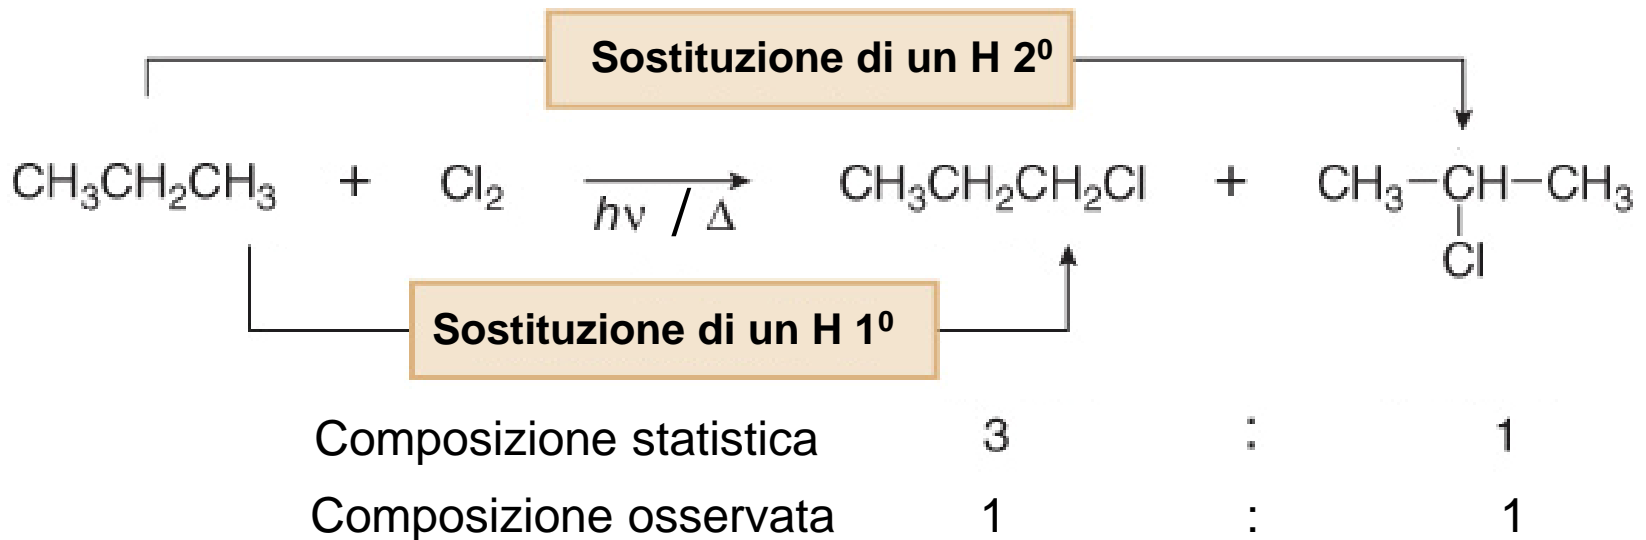 Sostituzione di un H 2⁰
CH₃CH₂CH₃ + Cl₂ hν / Δ CH₃CH₂CH₂Cl + CH₃–CH–CH₃
Cl
Sostituzione di un H 1⁰
Composizione statistica 3 : 1
Composizione osservata 1 : 1